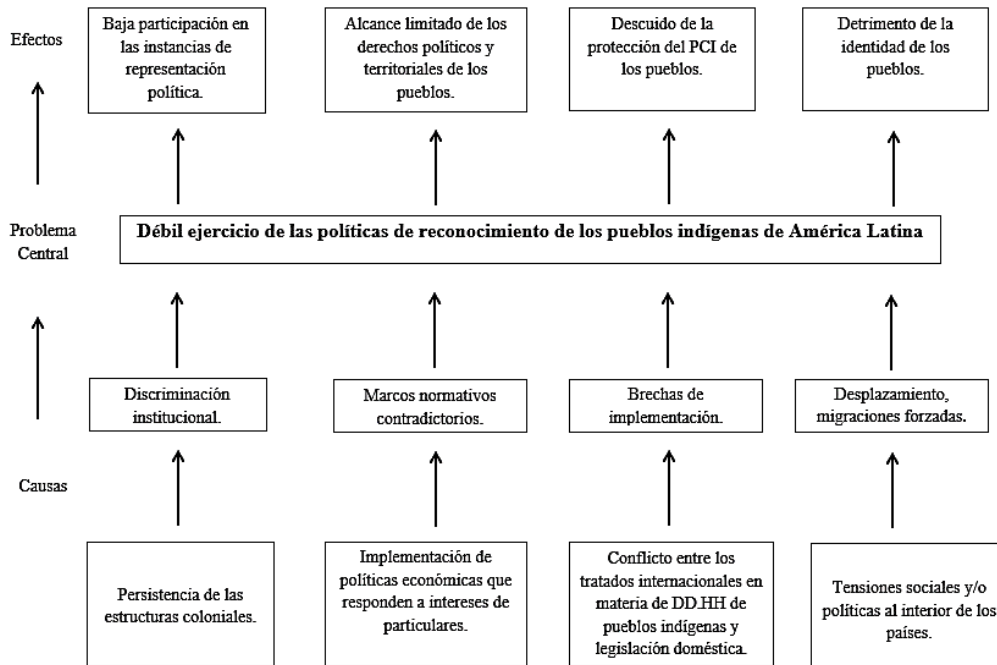 Efectos
Baja participación en
las instancias de
representación
política.
Alcance limitado de los
derechos políticos y
territoriales de los
pueblos.
Descuido de la
protección del PCI de
los pueblos.
Detrimento de la
identidad de los
pueblos.
Problema
Central
Débil ejercicio de las políticas de reconocimiento de los pueblos indígenas de América Latina
Discriminación
institucional.
Marcos normativos
contradictorios.
Brechas de
implementación.
Desplazamiento,
migraciones forzadas.
Causas
Persistencia de las
estructuras coloniales.
Implementación de
políticas económicas que
responden a intereses de
particulares.
Conflicto entre los
tratados internacionales en
materia de DD.HH de
pueblos indígenas y
legislación doméstica.
Tensiones sociales y/o
políticas al interior de los
países.